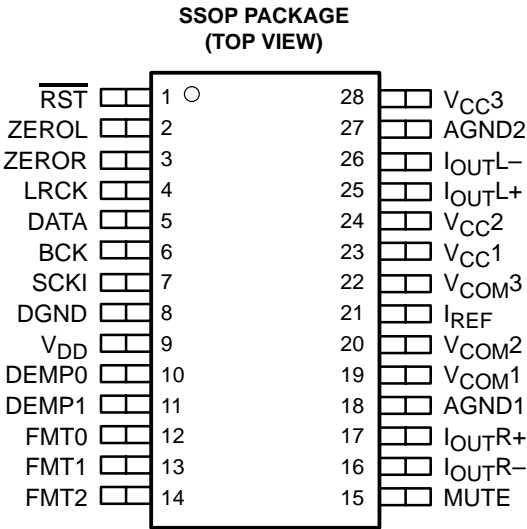 SSOP PACKAGE
(TOP VIEW)
RST 1 28 VCC3
ZEROL 2 27 AGND2
ZEROR 3 26 IOUTL–
LRCK 4 25 IOUTL+
DATA 5 24 VCC2
BCK 6 23 VCC1
SCKI 7 22 VCOM3
DGND 8 21 IREF
VDD 9 20 VCOM2
DEMP0 10 19 VCOM1
DEMP1 11 18 AGND1
FMT0 12 17 IOUTR+
FMT1 13 16 IOUTR–
FMT2 14 15 MUTE